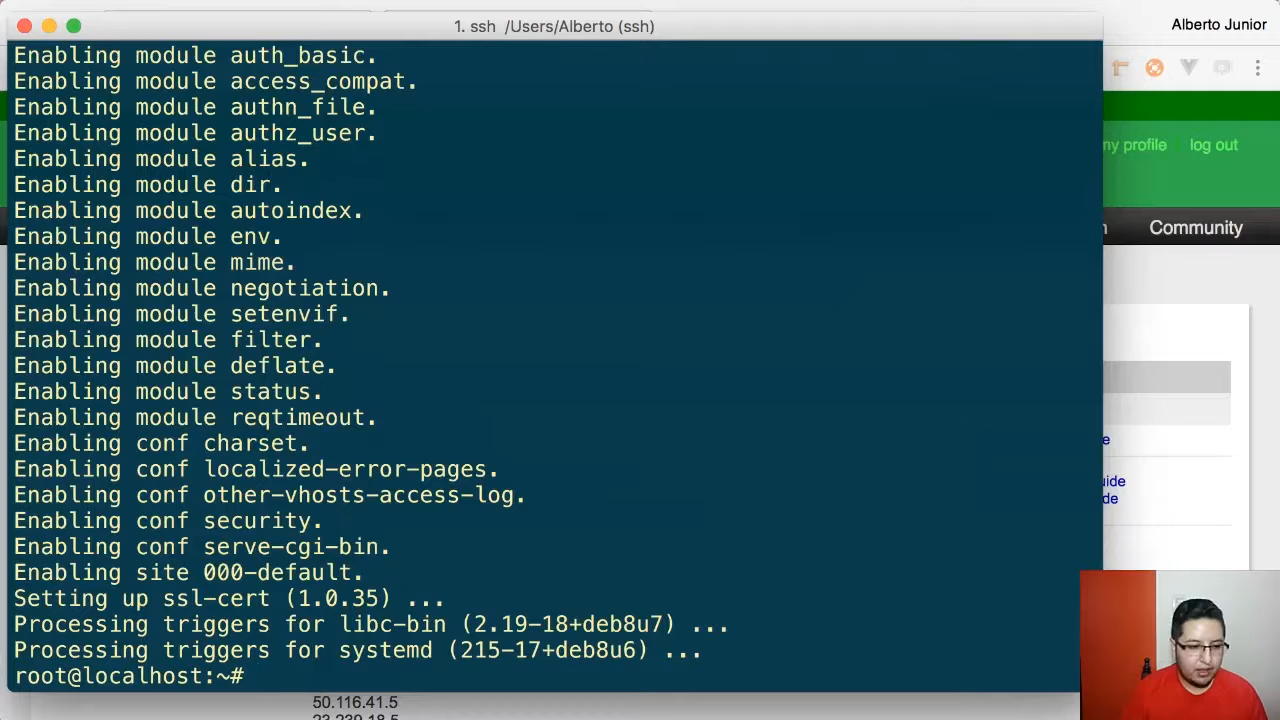 1. ssh /Users/Alberto (ssh)
Alberto Junior
Enabling module auth_basic.
Enabling module access_compat.
Enabling module authn_file.
Enabling module authz_user.
Enabling module alias.
Enabling module dir.
Enabling module autoindex.
Enabling module env.
Enabling module mime.
Enabling module negotiation.
Enabling module setenvif.
Enabling module filter.
Enabling module deflate.
Enabling module status.
Enabling module reqtimeout.
Enabling conf charset.
Enabling conf localized-error-pages.
Enabling conf other-vhosts-access-log.
Enabling conf security.
Enabling conf serve-cgi-bin.
Enabling site 000-default.
Setting up ssl-cert (1.0.35) ...
Processing triggers for libc-bin (2.19-18+deb8u7) ...
Processing triggers for systemd (215-17+deb8u6) ...
root@localhost:~#
my profile log out
Community
50.116.41.5